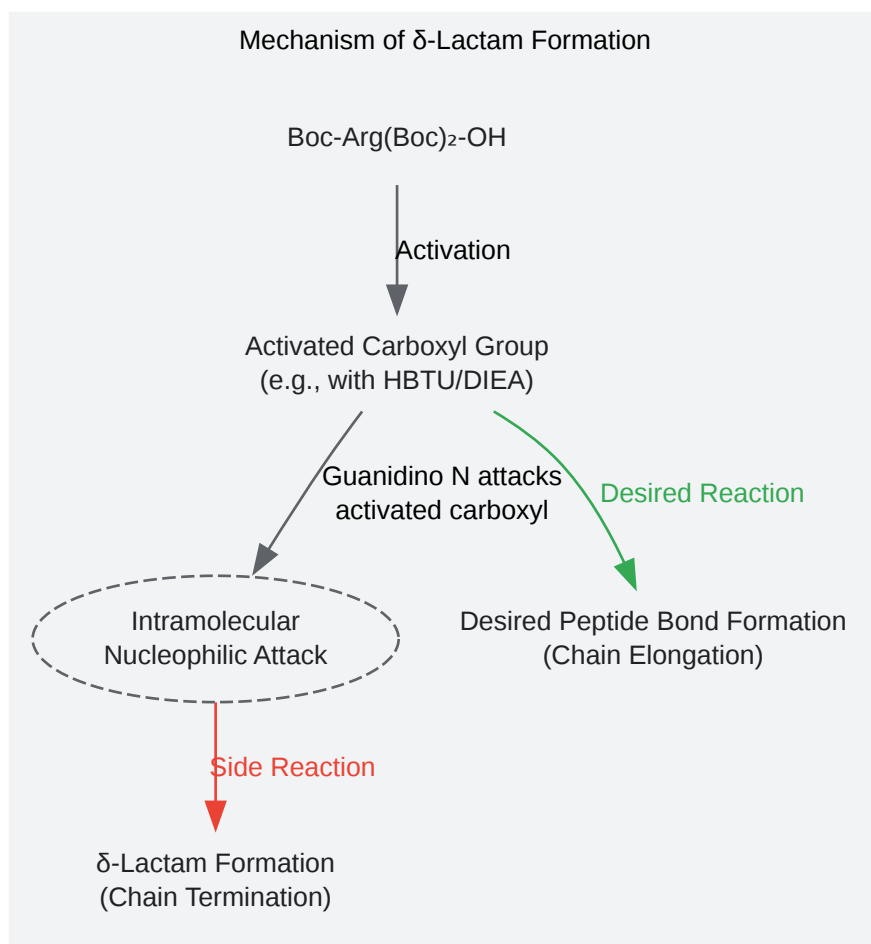 Mechanism of δ-Lactam Formation
Boc-Arg(Boc)₂-OH
Activation
Activated Carboxyl Group
(e.g., with HBTU/DIEA)
Guanidino N attacks
activated carboxyl
Desired Reaction
Intramolecular
Nucleophilic Attack
Desired Peptide Bond Formation
(Chain Elongation)
Side Reaction
δ-Lactam Formation
(Chain Termination)